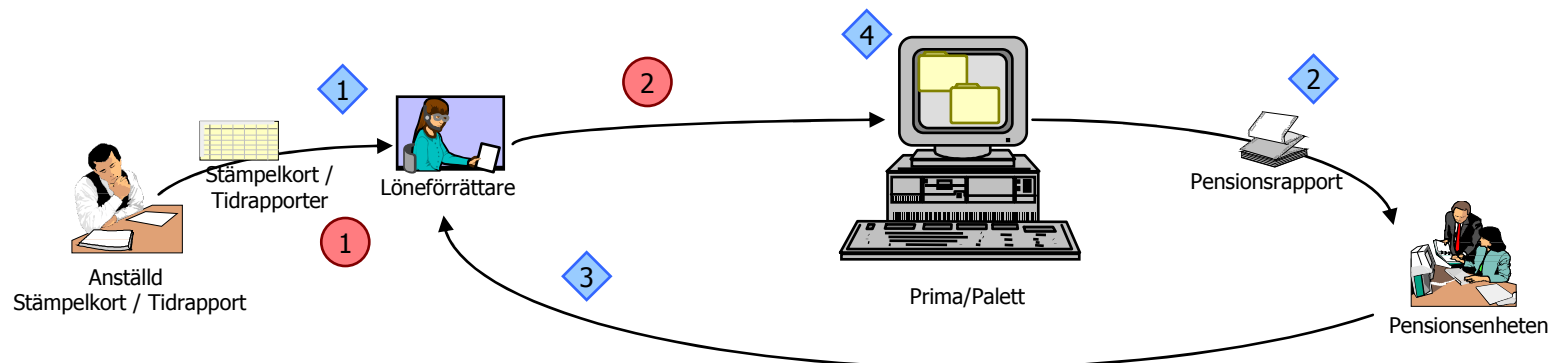 4
1
2
2
Stämpelkort /
Tidrapporter
Löneförrättare
Pensionsrapport
1
3
Anställd
Stämpelkort / Tidrapport
Prima/Palett
Pensionsenheten